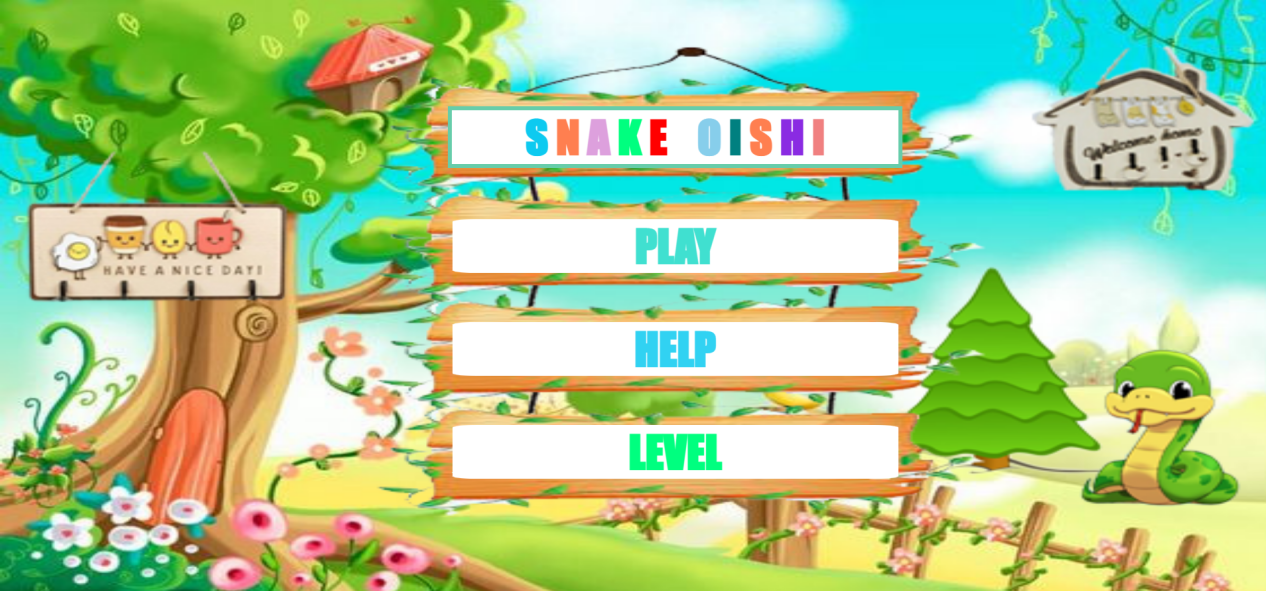 SNAKE OISHI
Welcome home
PLAY
HAVE A NICE DAY!
HELP
LEVEL